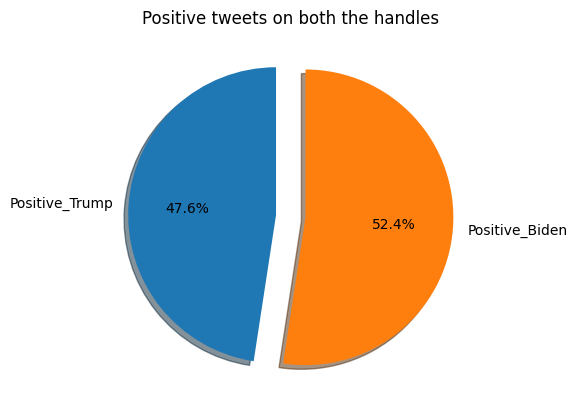 Positive tweets on both the handles
Positive_Trump
47.6%
52.4%
Positive_Biden